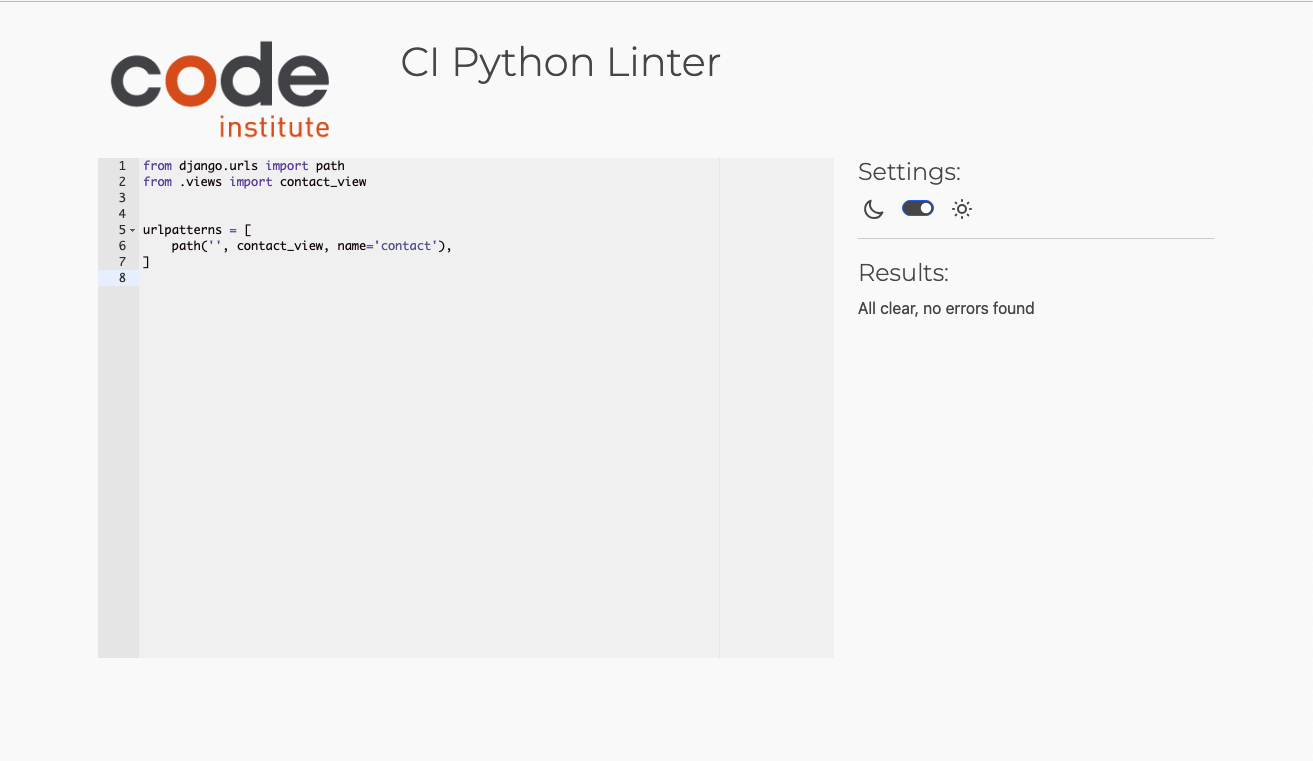 code
institute
CI Python Linter
1 from django.urls import path
2 from .views import contact_view
3
4
5 urlpatterns = [
6     path('', contact_view, name='contact'),
7 ]
8
Settings:
Results:
All clear, no errors found